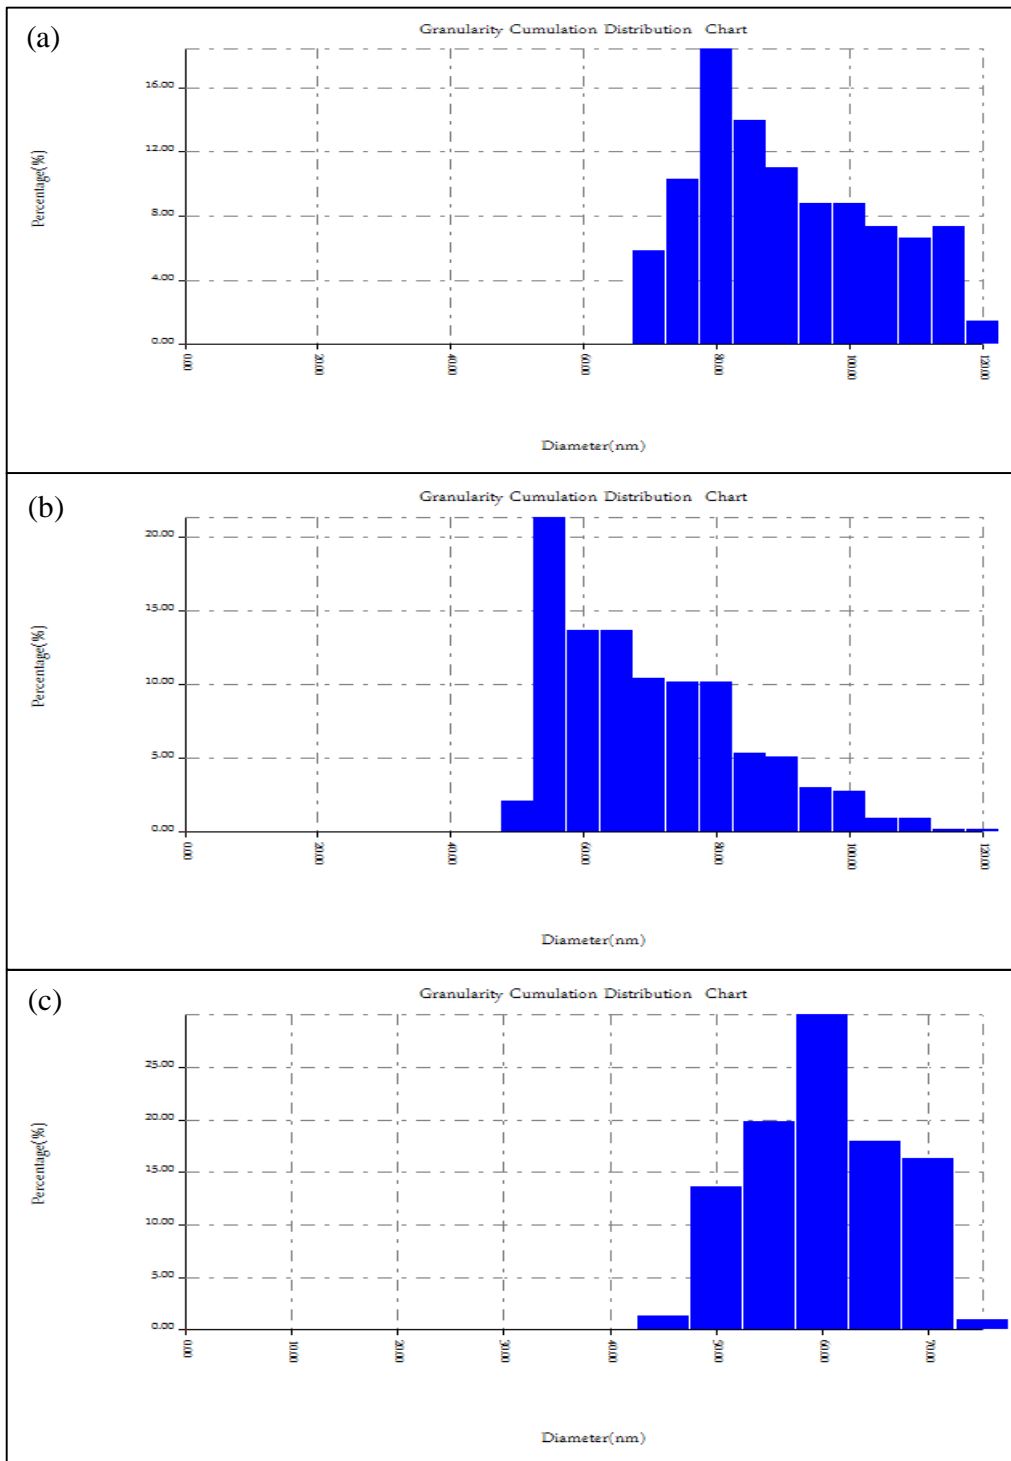 (a)
Granularity Cumulation Distribution Chart
16.00
12.00
8.00
4.00
0.00
Percentage(%)
0.00 20.00 40.00 60.00 80.00 100.00 120.00
Diameter(nm)
(b)
Granularity Cumulation Distribution Chart
20.00
15.00
10.00
5.00
0.00
Percentage(%)
0.00 20.00 40.00 60.00 80.00 100.00 120.00
Diameter(nm)
(c)
Granularity Cumulation Distribution Chart
25.00
20.00
15.00
10.00
5.00
0.00
Percentage(%)
0.00 10.00 20.00 30.00 40.00 50.00 60.00 70.00
Diameter(nm)